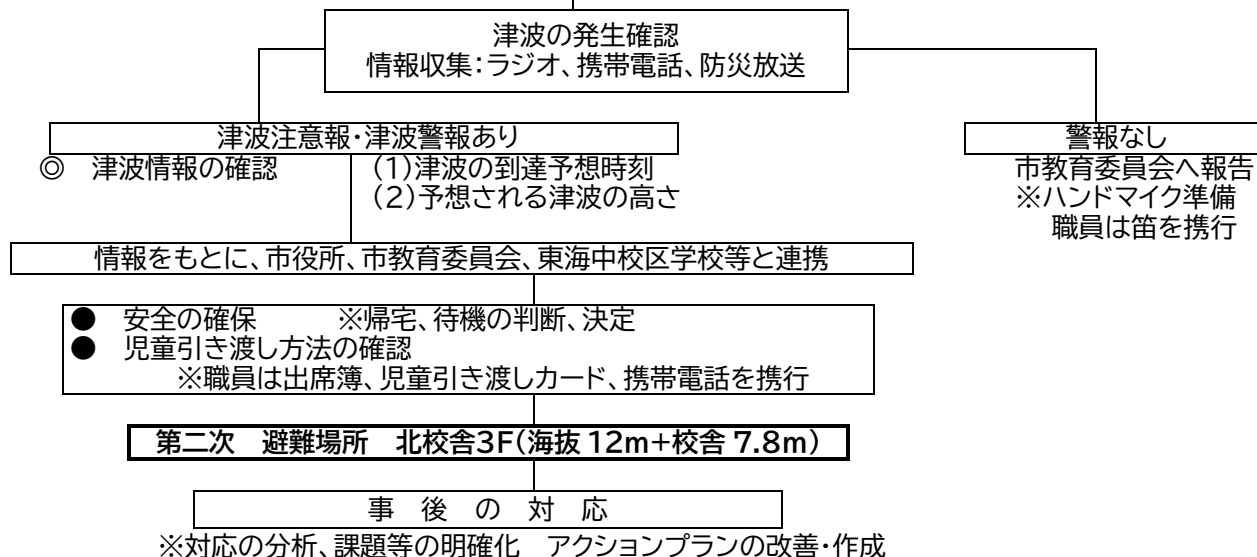 津波の発生確認
情報収集：ラジオ、携帯電話、防災放送
津波注意報・津波警報あり
◎　津波情報の確認　（１）津波の到達予想時刻
（２）予想される津波の高さ
警報なし
市教育委員会へ報告
※ハンドマイク準備
職員は笛を携行
情報をもとに、市役所、市教育委員会、東海中校区学校等と連携
●　安全の確保　※帰宅、待機の判断、決定
●　児童引き渡し方法の確認
※職員は出席簿、児童引き渡しカード、携帯電話を携行
第二次　避難場所　北校舎３Ｆ（海抜 12ｍ＋校舎 7.8ｍ）
事　後　の　対　応
※対応の分析、課題等の明確化　アクションプランの改善・作成